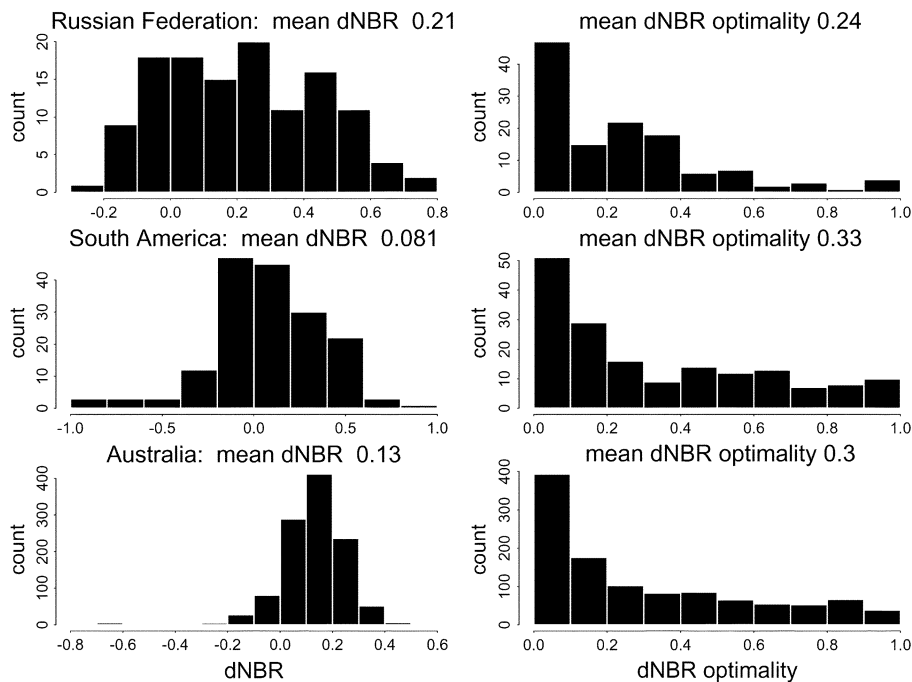 Russian Federation: mean dNBR 0.21
mean dNBR optimality 0.24
count
0 5 10 15 20
-0.2 0.0 0.2 0.4 0.6 0.8
count
0 10 20 30 40
0.0 0.2 0.4 0.6 0.8 1.0
South America: mean dNBR 0.081
mean dNBR optimality 0.33
count
0 10 20 30 40
-1.0 -0.5 0.0 0.5 1.0
count
0 10 20 30 40 50
0.0 0.2 0.4 0.6 0.8 1.0
Australia: mean dNBR 0.13
mean dNBR optimality 0.3
count
0 100 200 300 400
-0.8 -0.6 -0.4 -0.2 0.0 0.2 0.4 0.6
dNBR
count
0 100 200 300 400
0.0 0.2 0.4 0.6 0.8 1.0
dNBR optimality